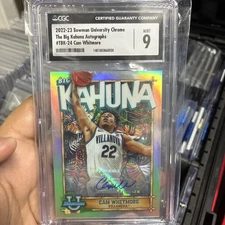 CGC
CERTIFIED GUARANTY COMPANY
2022-23 Bowman University Chrome
The Big Kahuna Autographs
#TBK-24 Cam Whitmore
MINT
9
BIG
KAHUNA
VILLANOVA
22
CAM WHITMORE
VILLANOVA